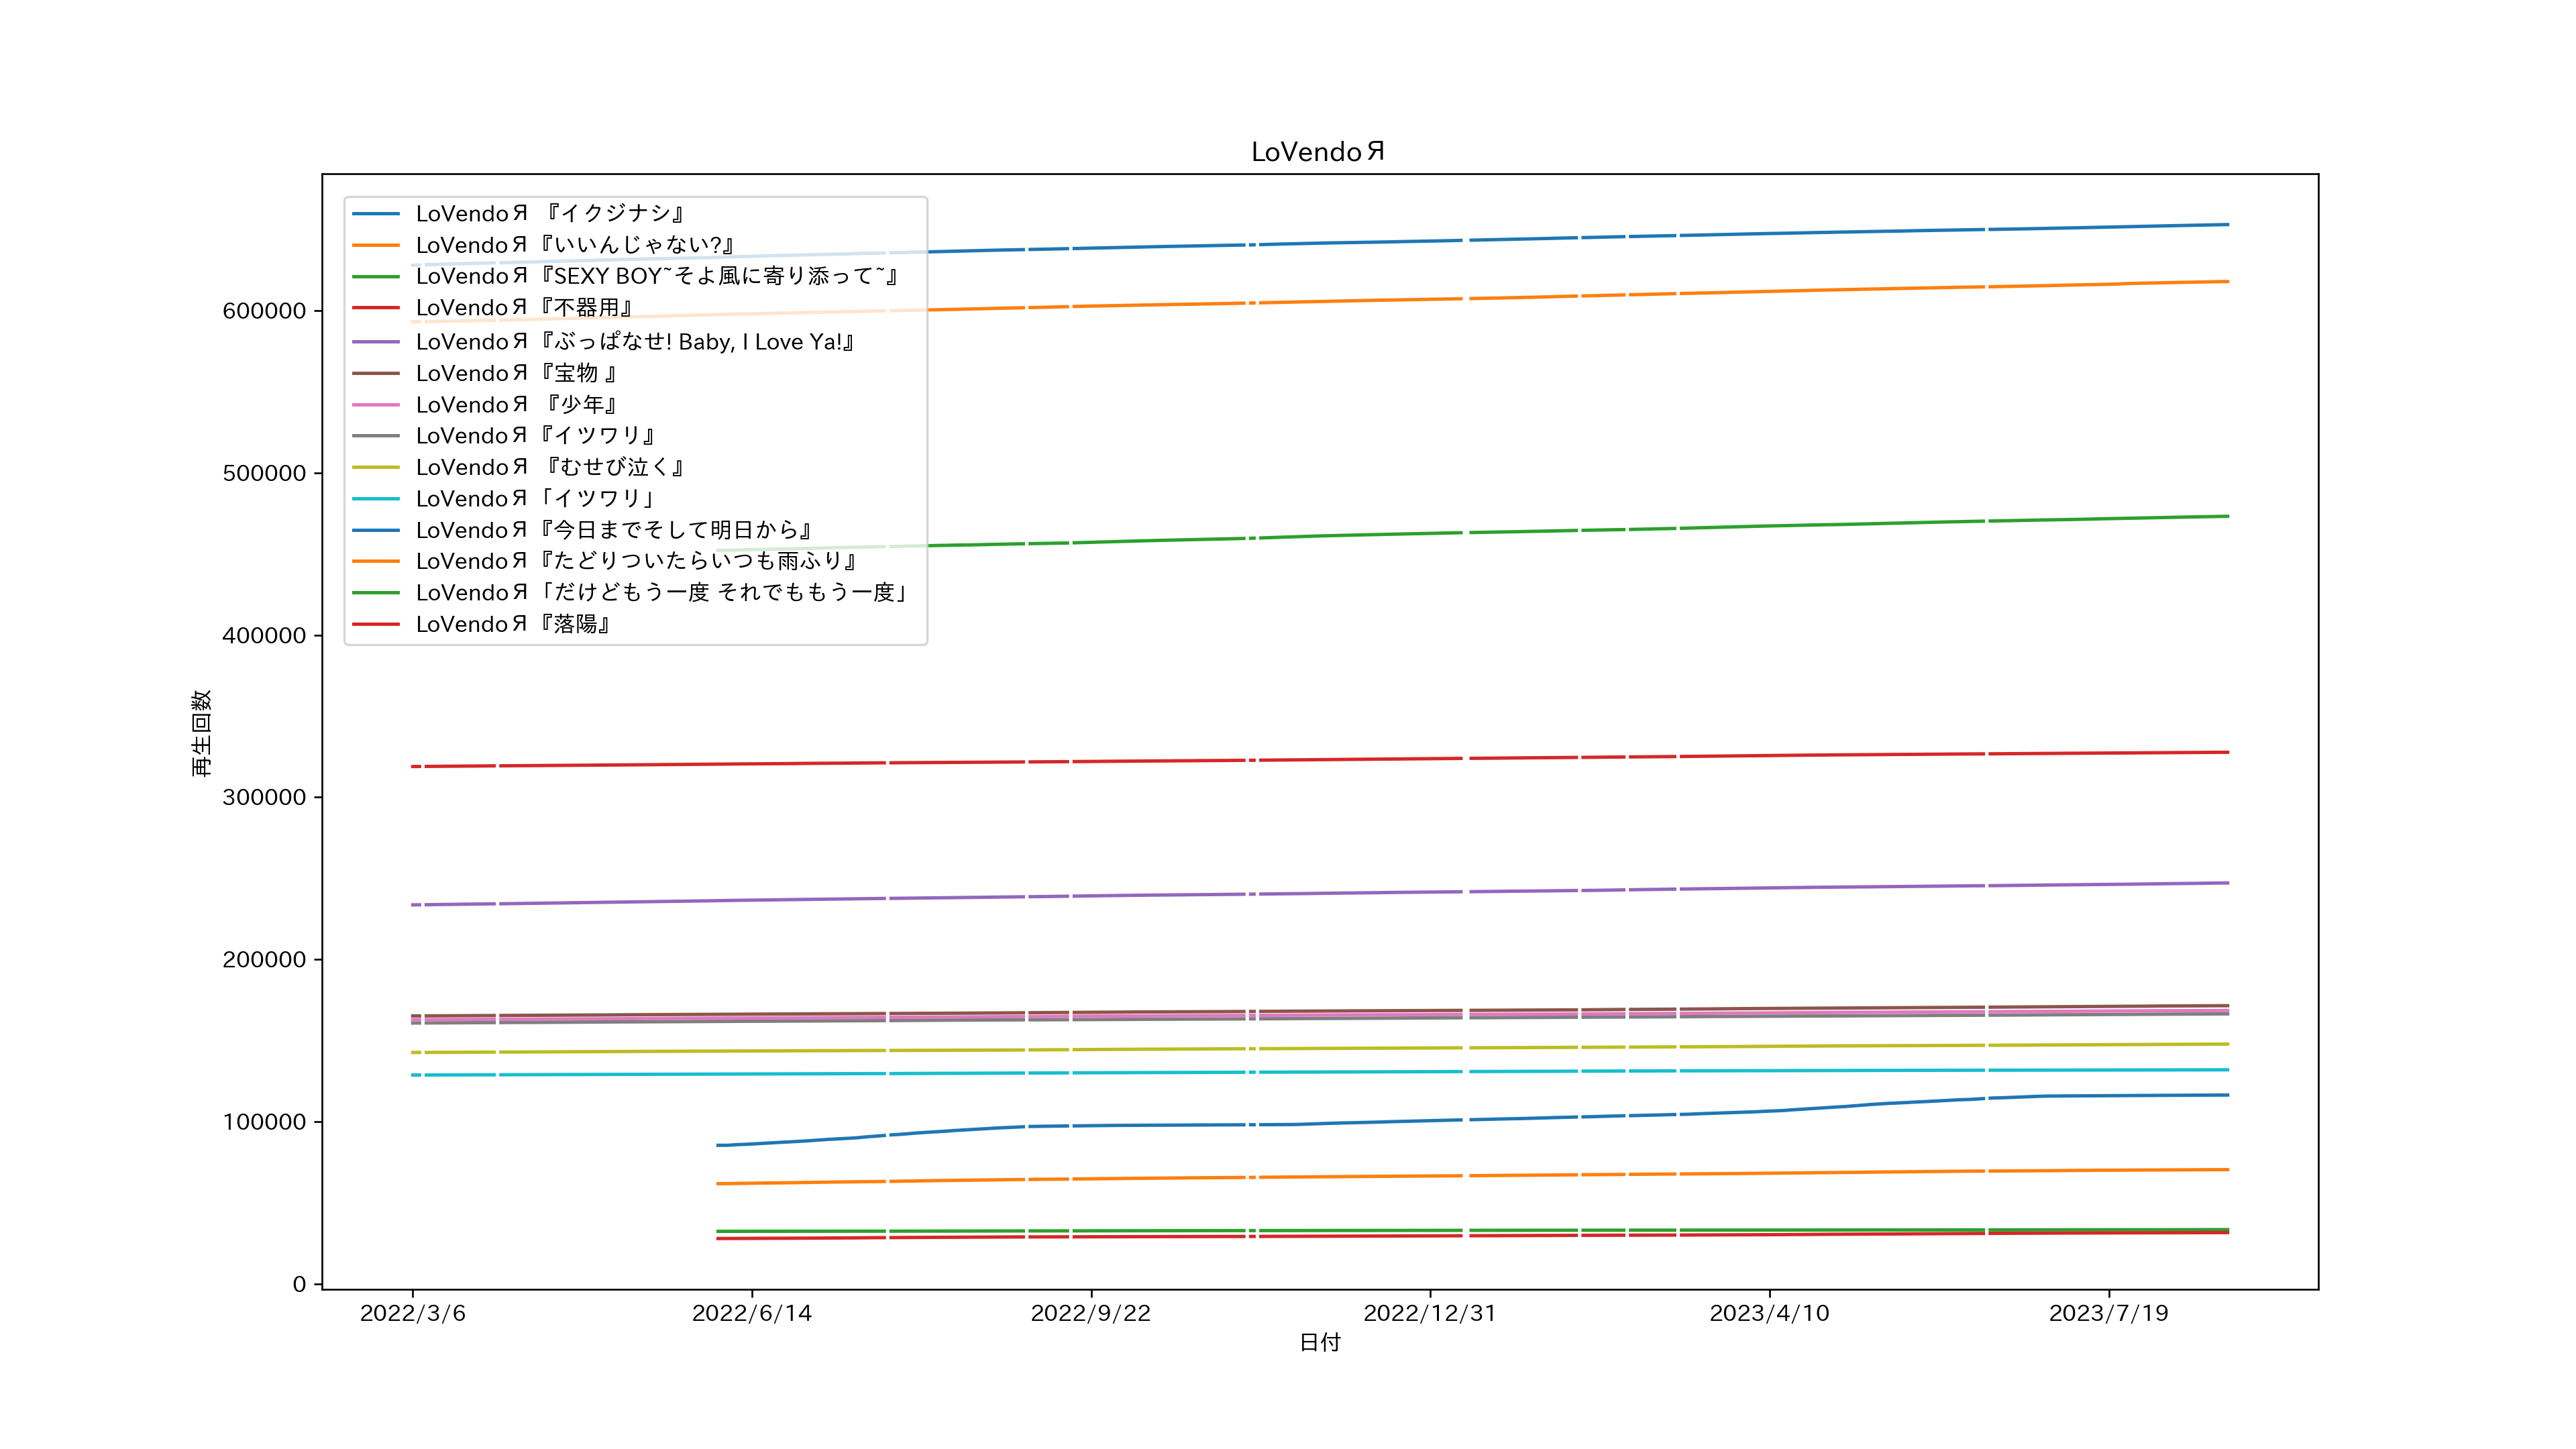 LoVendoЯ
LoVendoЯ 『イクジナシ』
LoVendoЯ『いいんじゃない?』
LoVendoЯ『SEXY BOY~そよ風に寄り添って~』
LoVendoЯ『不器用』
LoVendoЯ『ぶっぱなせ! Baby, I Love Ya!』
LoVendoЯ『宝物 』
LoVendoЯ 『少年』
LoVendoЯ『イツワリ』
LoVendoЯ 『むせび泣く』
LoVendoЯ「イツワリ」
LoVendoЯ『今日までそして明日から』
LoVendoЯ『たどりついたらいつも雨ふり』
LoVendoЯ「だけどもう一度 それでももう一度」
LoVendoЯ『落陽』
600000
500000
400000
300000
200000
100000
0
再生回数
2022/3/6
2022/6/14
2022/9/22
2022/12/31
2023/4/10
2023/7/19
日付